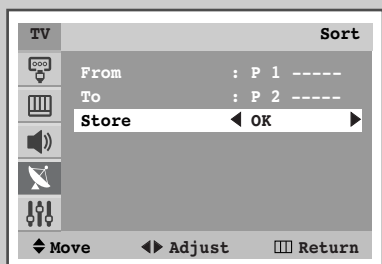 TV Sort
From : P 1 -----
To : P 2 -----
Store OK
Move Adjust Return